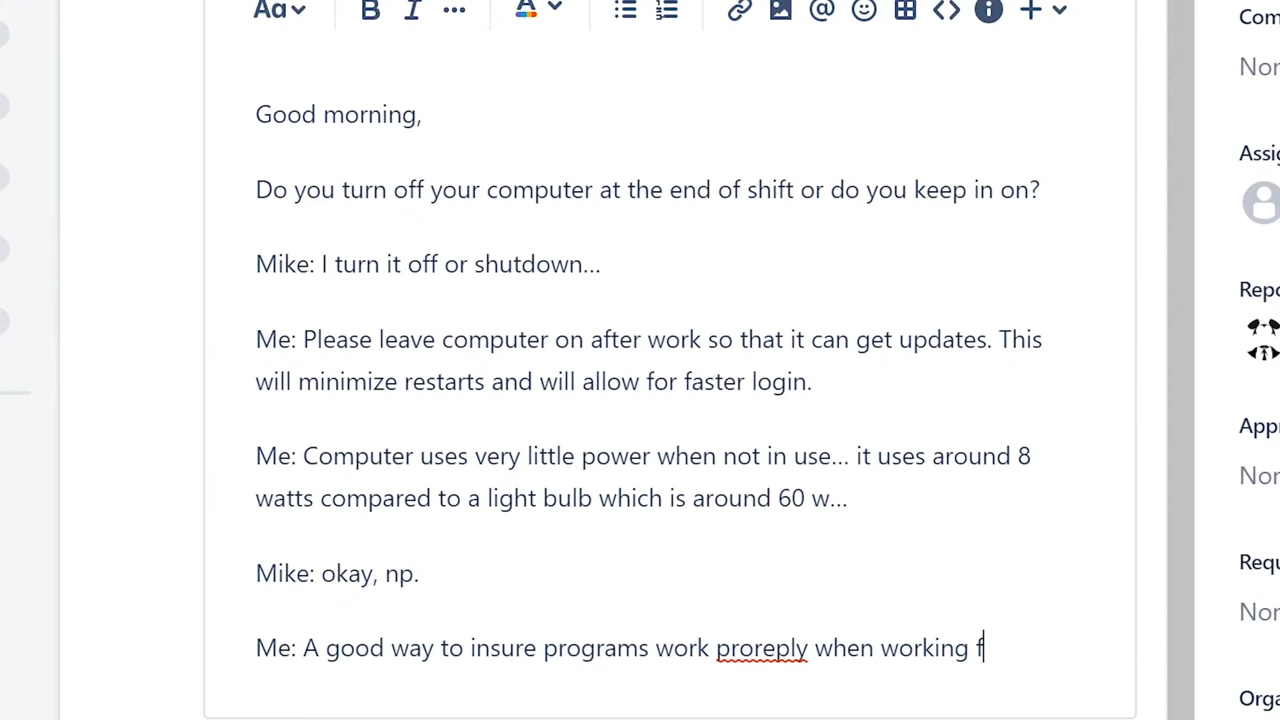 Aa
B I ... A
Good morning,
Do you turn off your computer at the end of shift or do you keep in on?
Mike: I turn it off or shutdown...
Me: Please leave computer on after work so that it can get updates. This
will minimize restarts and will allow for faster login.
Me: Computer uses very little power when not in use... it uses around 8
watts compared to a light bulb which is around 60 w...
Mike: okay, np.
Me: A good way to insure programs work proreply when working f
Com
Non
Assig
Repo
Appr
Non
Requ
Non
Orga